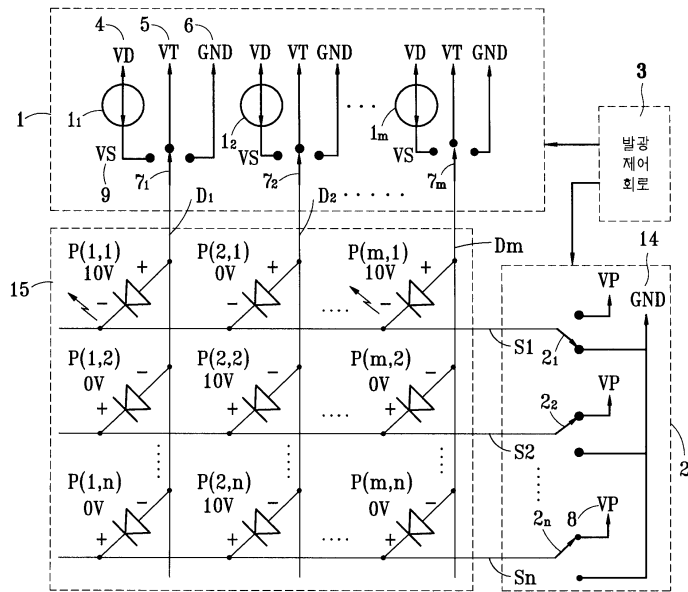 4 5 6
VD VT GND VD VT GND VD VT GND
1 1₁ 1₂ 1ₘ
VS VS VS
9 7₁ 7₂ 7ₘ
D₁ D₂ Dm
3
발광
제어
회로
15
P(1,1) P(2,1) P(m,1)
10V + 0V + 10V +
− − −
S1
P(1,2) P(2,2) P(m,2)
0V − 10V − 0V −
+ + +
S2
P(1,n) P(2,n) P(m,n)
0V − 10V − 0V −
+ + +
Sn
14
VP GND
2₁
VP
2₂
2
8 VP
2ₙ